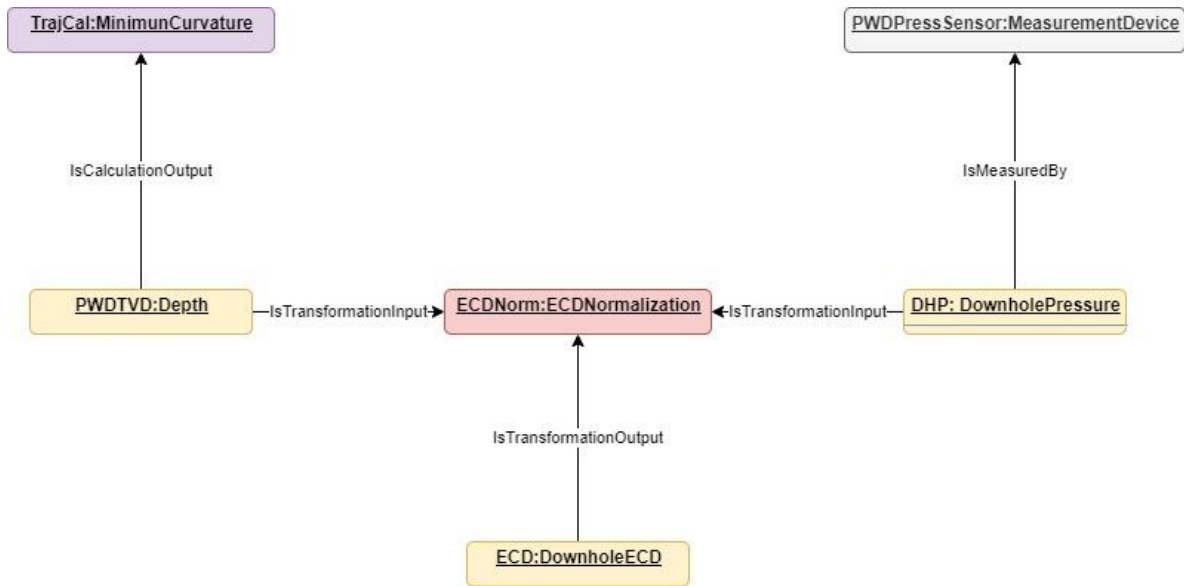 TrajCal:MinimunCurvature
PWDPressSensor:MeasurementDevice
IsCalculationOutput
IsMeasuredBy
PWDTVD:Depth
IsTransformationInput
ECDNorm:ECDNormalization
IsTransformationInput
DHP: DownholePressure
IsTransformationOutput
ECD:DownholeECD